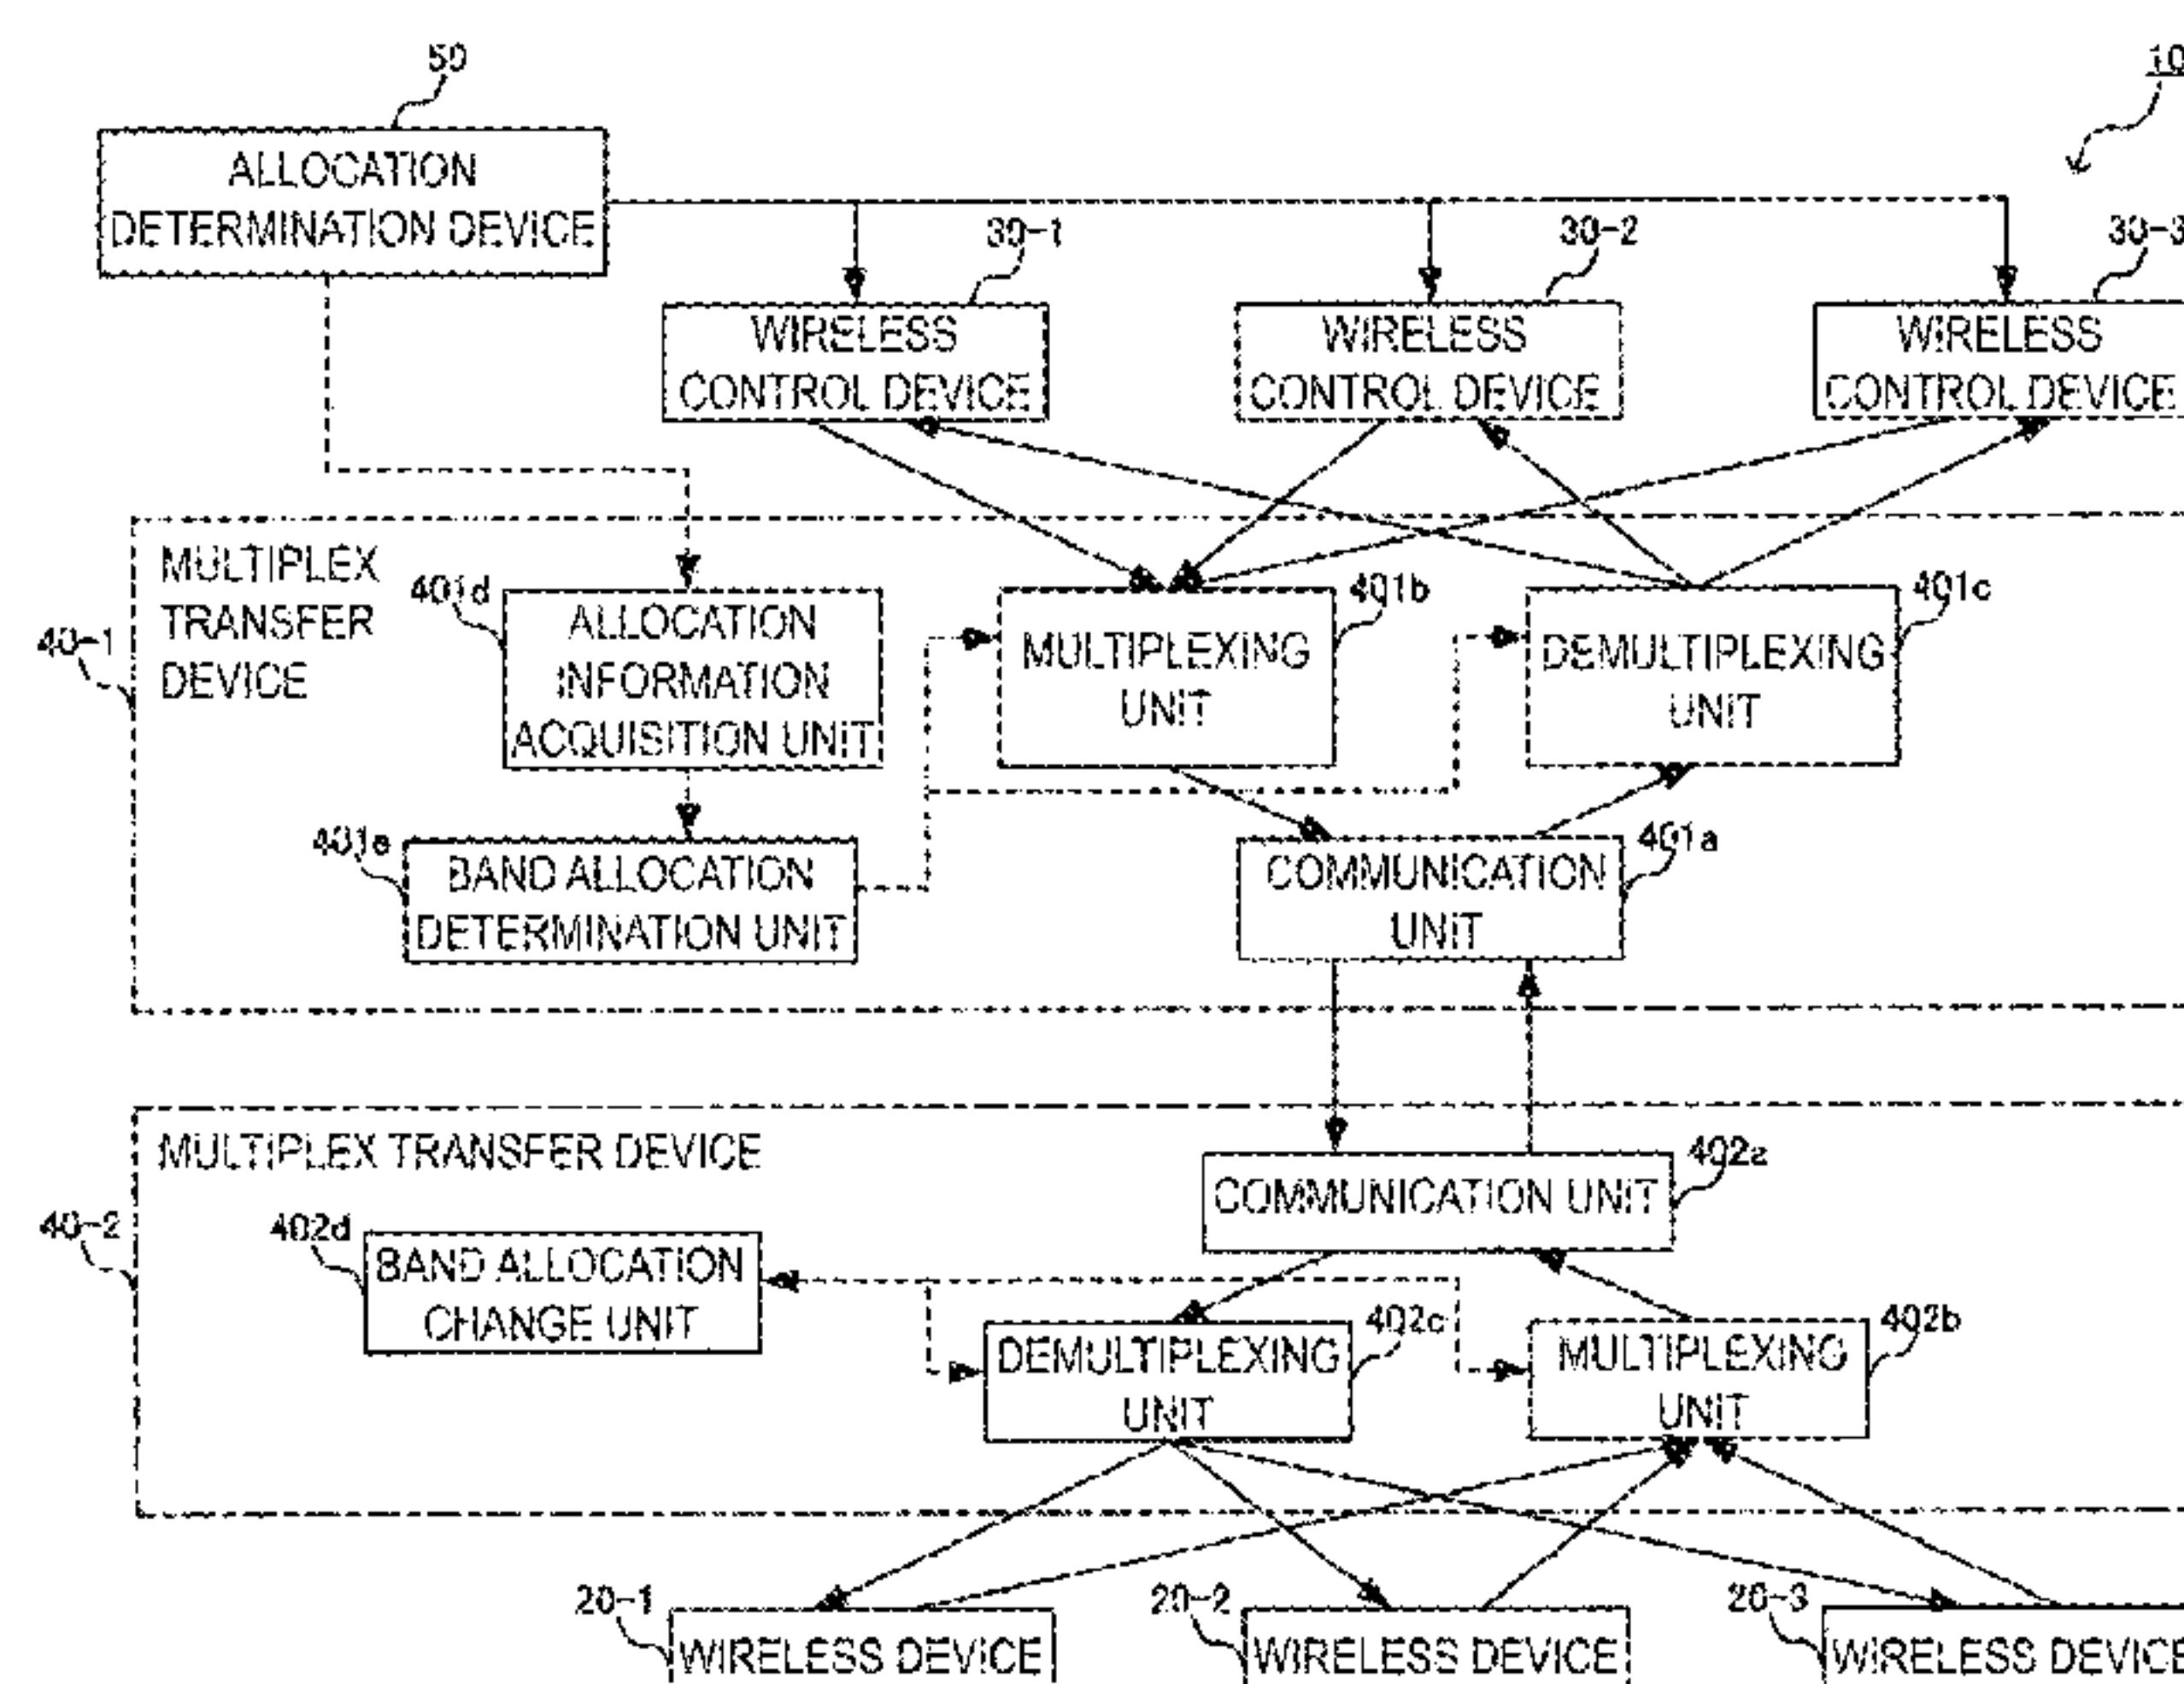 50
10
ALLOCATION
DETERMINATION DEVICE
30-1
30-2
30-3
WIRELESS
CONTROL DEVICE
WIRELESS
CONTROL DEVICE
WIRELESS
CONTROL DEVICE
40-1
MULTIPLEX
TRANSFER
DEVICE
401d
ALLOCATION
INFORMATION
ACQUISITION UNIT
401b
MULTIPLEXING
UNIT
401c
DEMULTIPLEXING
UNIT
401e
BAND ALLOCATION
DETERMINATION UNIT
401a
COMMUNICATION
UNIT
40-2
MULTIPLEX TRANSFER DEVICE
402a
COMMUNICATION UNIT
402d
BAND ALLOCATION
CHANGE UNIT
402c
DEMULTIPLEXING
UNIT
402b
MULTIPLEXING
UNIT
20-1
WIRELESS DEVICE
20-2
WIRELESS DEVICE
20-3
WIRELESS DEVICE